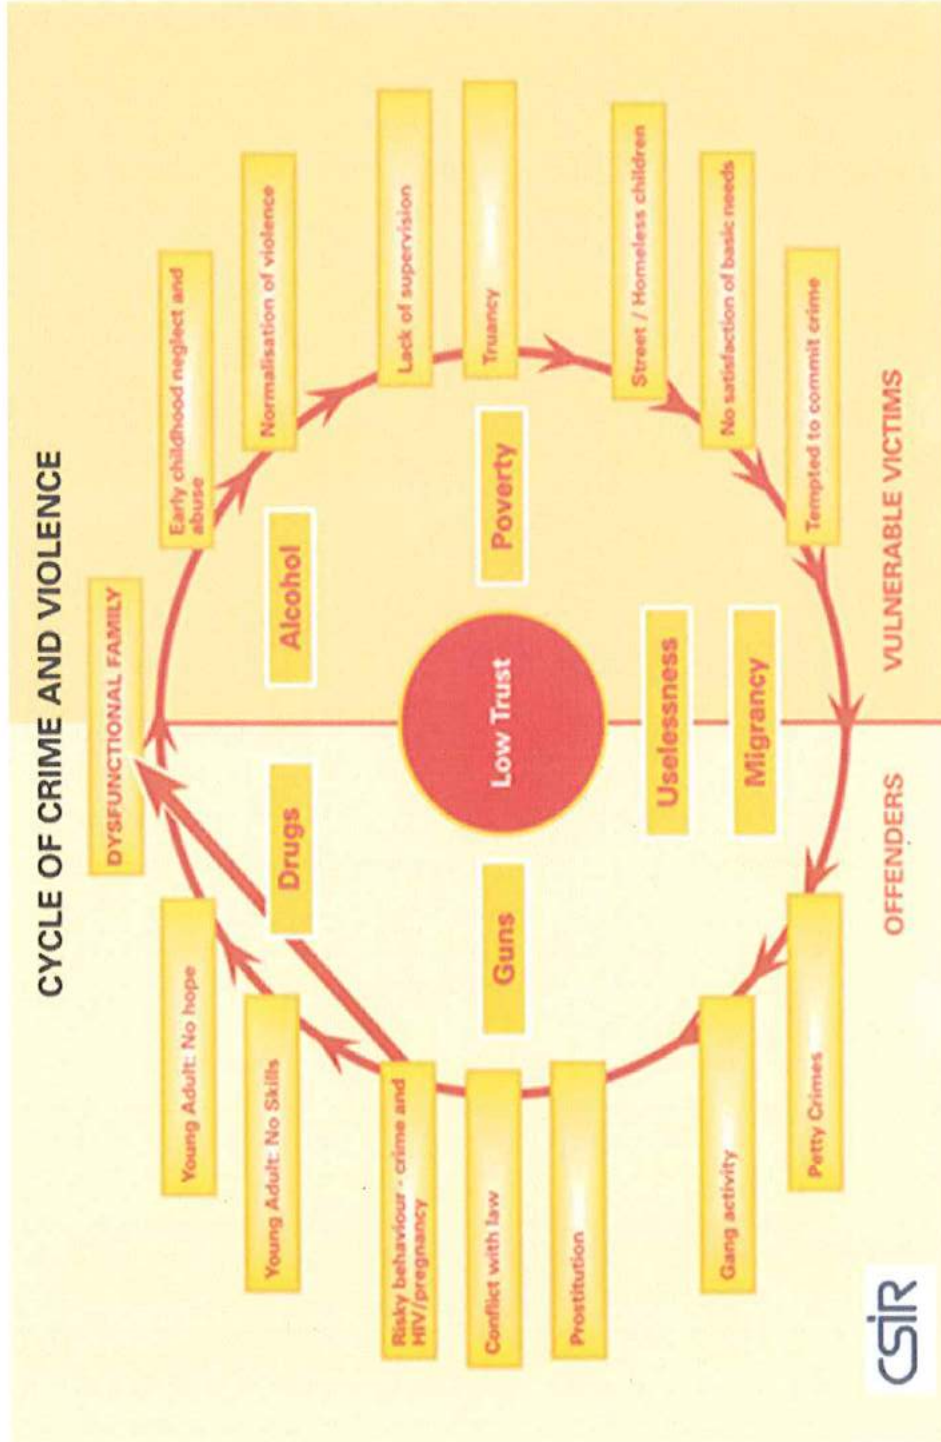 CYCLE OF CRIME AND VIOLENCE
DYSFUNCTIONAL FAMILY
Early childhood neglect and
abuse
Normalisation of violence
Lack of supervision
Truancy
Street / Homeless children
No satisfaction of basic needs
Tempted to commit crime
VULNERABLE VICTIMS
OFFENDERS
Petty Crimes
Gang activity
Prostitution
Conflict with law
Risky behaviour - crime and
HIV/pregnancy
Young Adult: No Skills
Young Adult: No hope
Drugs
Alcohol
Guns
Low Trust
Poverty
Uselessness
Migrancy
CSIR